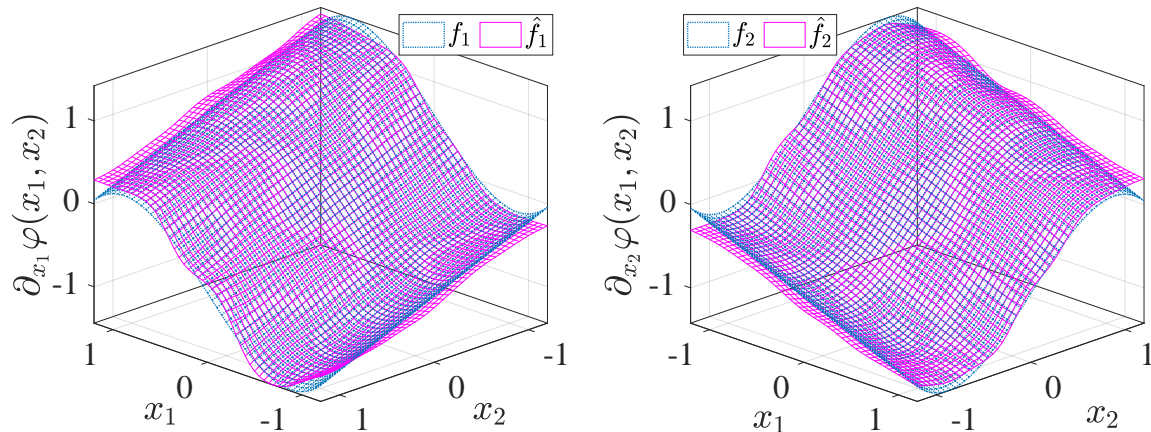 f₁ f̂₁
∂ₓ₁φ(x₁, x₂)
1
0
-1
1
0
-1
x₁
1
0
-1
x₂
f₂ f̂₂
∂ₓ₂φ(x₁, x₂)
1
0
-1
-1
0
1
x₁
-1
0
1
x₂